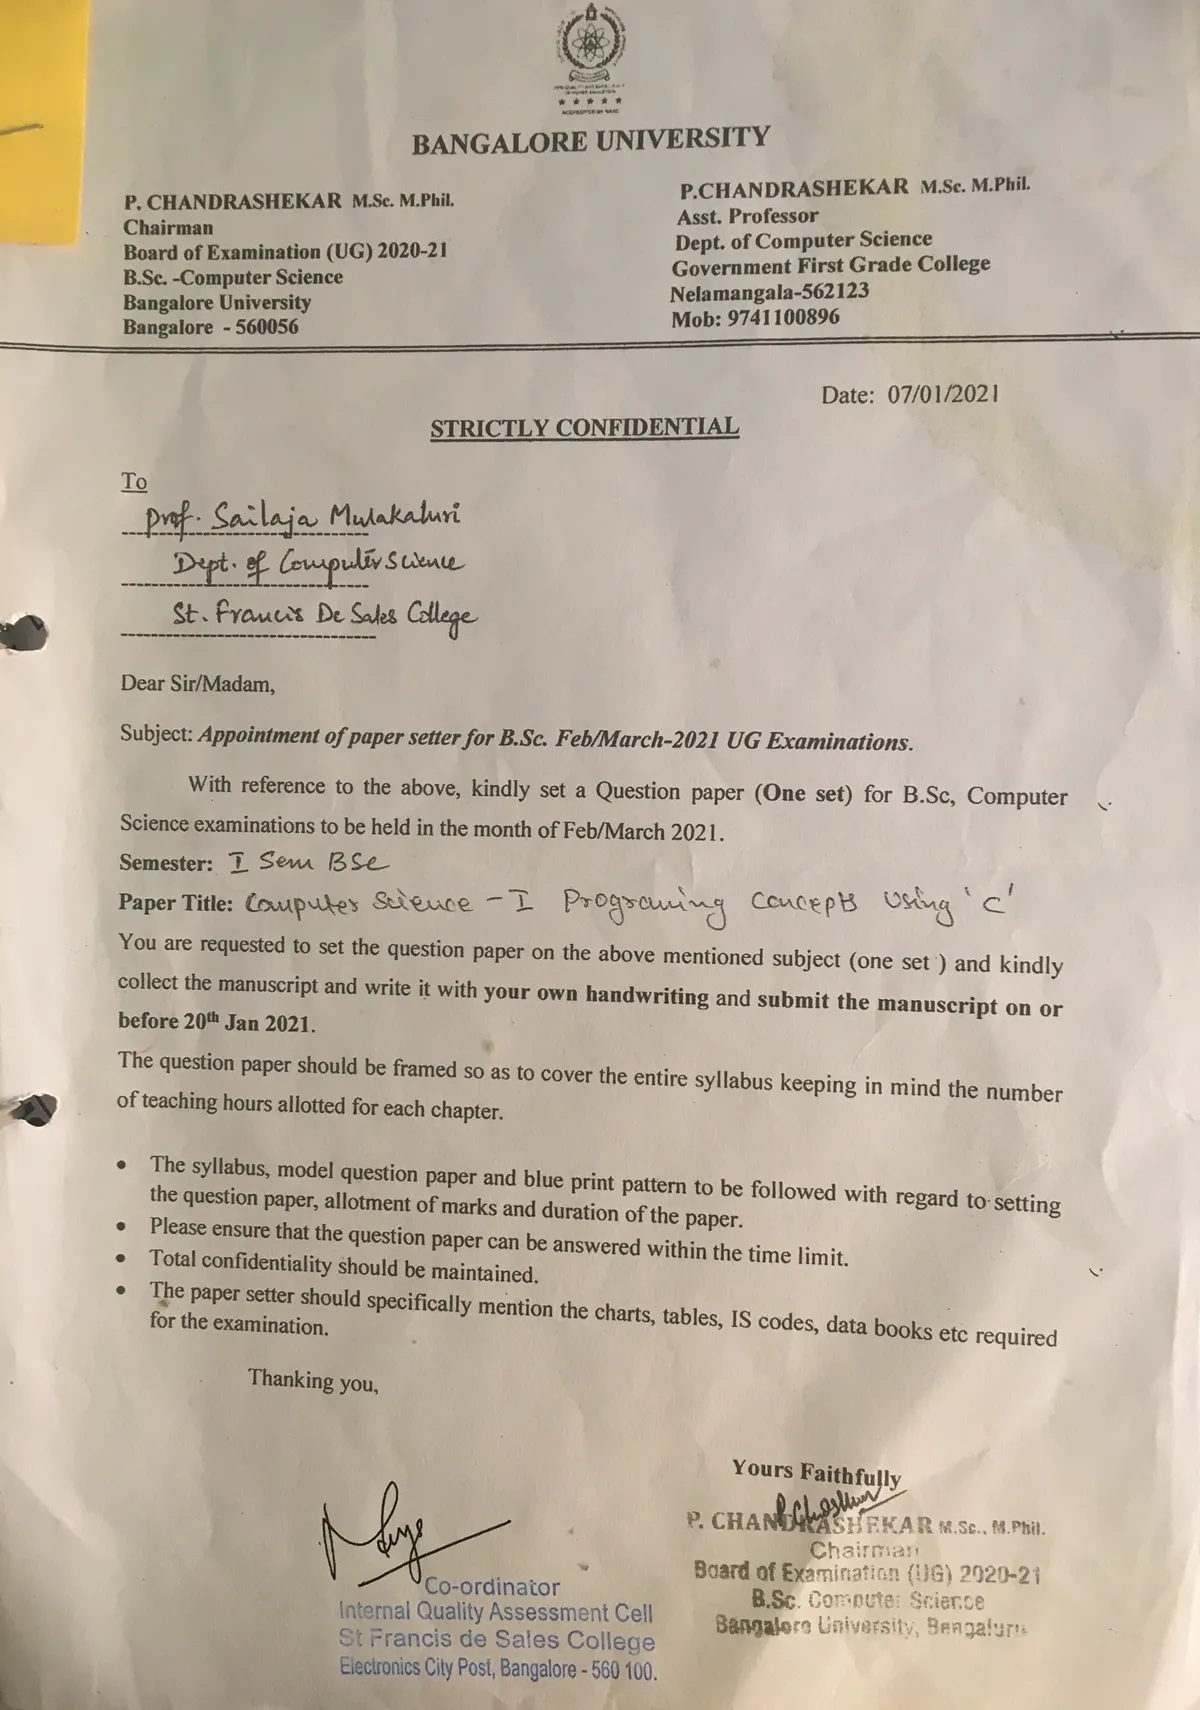 BANGALORE UNIVERSITY
P. CHANDRASHEKAR M.Sc. M.Phil.
Chairman
Board of Examination (UG) 2020-21
B.Sc. -Computer Science
Bangalore University
Bangalore - 560056
P.CHANDRASHEKAR M.Sc. M.Phil.
Asst. Professor
Dept. of Computer Science
Government First Grade College
Nelamangala-562123
Mob: 9741100896
Date: 07/01/2021
STRICTLY CONFIDENTIAL
To
Prof. Sailaja Mulakaluri
Dept. of Computer Science
St. Francis De Sales College
Dear Sir/Madam,
Subject: Appointment of paper setter for B.Sc. Feb/March-2021 UG Examinations.
With reference to the above, kindly set a Question paper (One set) for B.Sc, Computer
Science examinations to be held in the month of Feb/March 2021.
Semester: I Sem BSc
Paper Title: Computer Science - I Programing Concepts Using 'C'
You are requested to set the question paper on the above mentioned subject (one set ) and kindly
collect the manuscript and write it with your own handwriting and submit the manuscript on or
before 20th Jan 2021.
The question paper should be framed so as to cover the entire syllabus keeping in mind the number
of teaching hours allotted for each chapter.
• The syllabus, model question paper and blue print pattern to be followed with regard to setting
the question paper, allotment of marks and duration of the paper.
• Please ensure that the question paper can be answered within the time limit.
• Total confidentiality should be maintained.
• The paper setter should specifically mention the charts, tables, IS codes, data books etc required
for the examination.
Thanking you,
Yours Faithfully
P. CHANDRASHEKAR M.Sc., M.Phil.
Chairman
Board of Examination (UG) 2020-21
B.Sc. Computer Science
Bangalore University, Bengaluru
Co-ordinator
Internal Quality Assessment Cell
St Francis de Sales College
Electronics City Post, Bangalore - 560 100.